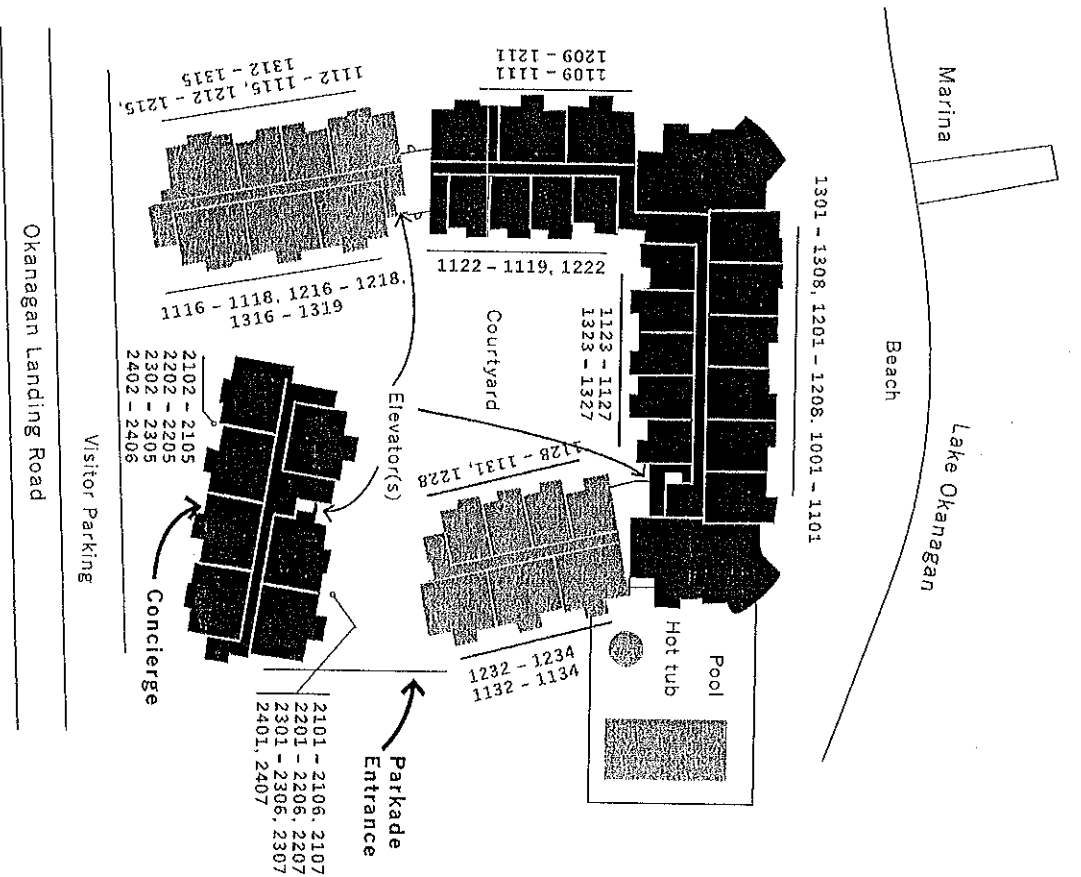 Marina
Beach
Lake Okanagan
1301 – 1308, 1201 – 1208. 1001 – 1101
1109 – 1111
1209 – 1211
1112 – 1115, 1212 – 1215,
1312 – 1315
1122 – 1119, 1222
1123 – 1127
1323 – 1327
Courtyard
1116 – 1118, 1216 – 1218,
1316 – 1319
Elevator(s)
1128 – 1131, 1228
1232 – 1234
1132 – 1134
Pool
Hot tub
2102 – 2105
2202 – 2205
2302 – 2305
2402 – 2406
Concierge
Parkade
Entrance
2101 – 2106, 2107
2201 – 2206, 2207
2301 – 2306, 2307
2401, 2407
Visitor Parking
Okanagan Landing Road